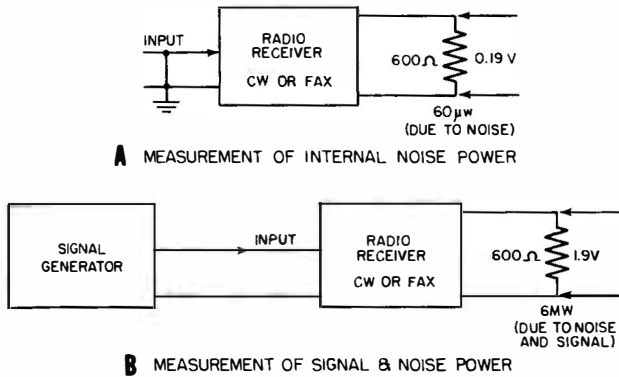 INPUT
RADIO
RECEIVER
CW OR FAX
600Ω
0.19 V
60μw
(DUE TO NOISE)
A MEASUREMENT OF INTERNAL NOISE POWER
SIGNAL
GENERATOR
INPUT
RADIO
RECEIVER
CW OR FAX
600Ω
1.9V
6MW
(DUE TO NOISE
AND SIGNAL)
B MEASUREMENT OF SIGNAL & NOISE POWER